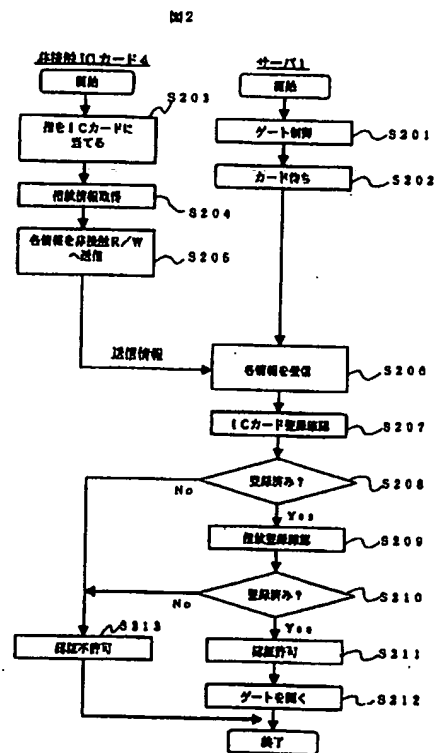 図2
非接触ICカード4
開始
S203
指をICカードに
当てる
指紋情報取得
S204
各情報を非接触R/W
へ送信
S205
送信情報
サーバ1
開始
ゲート制御
S201
カード待ち
S202
各情報を受信
S206
ICカード登録確認
S207
登録済み?
S208
No
Yes
指紋登録確認
S209
登録済み?
S210
No
Yes
S213
認証不許可
認証許可
S211
ゲートを開く
S212
終了